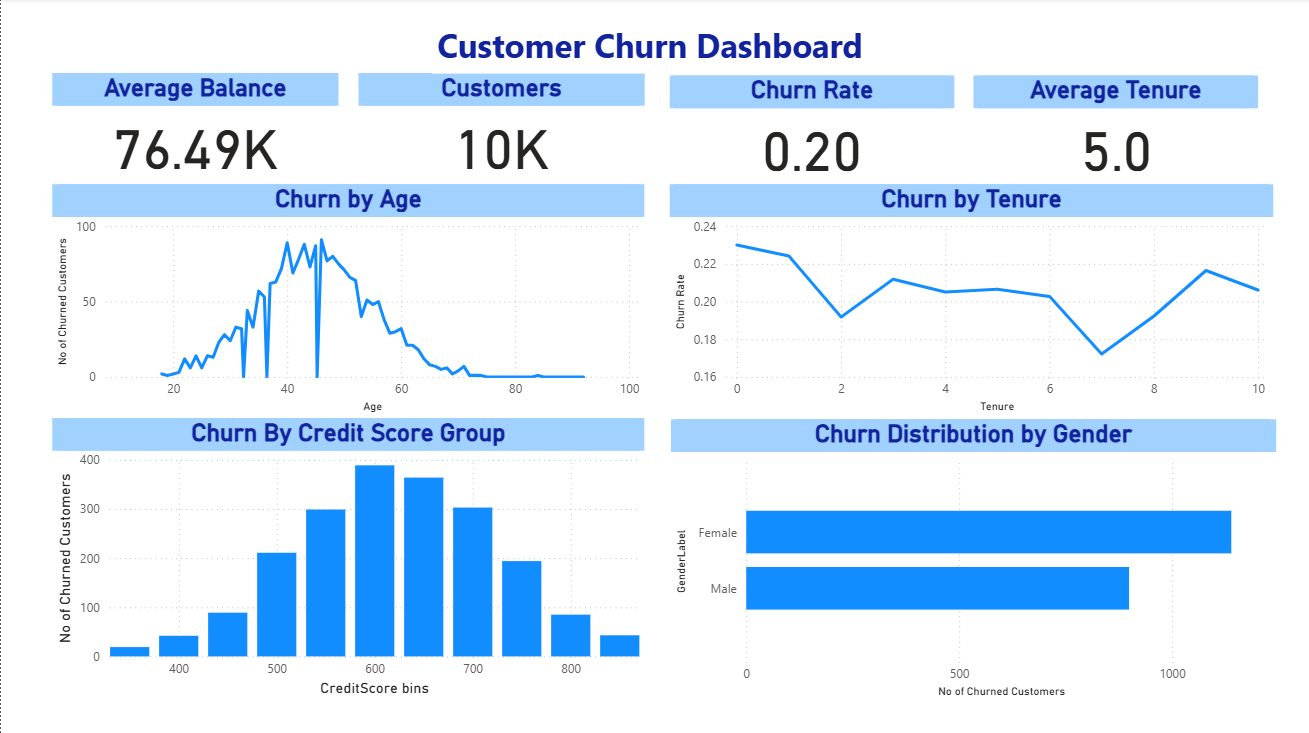 Customer Churn Dashboard
Average Balance
Customers
Churn Rate
Average Tenure
76.49K
10K
0.20
5.0
Churn by Age
Churn by Tenure
No of Churned Customers
100
50
0
20
40
60
80
100
Age
Churn Rate
0.24
0.22
0.20
0.18
0.16
0
2
4
6
8
10
Tenure
Churn By Credit Score Group
Churn Distribution by Gender
No of Churned Customers
400
300
200
100
0
400
500
600
700
800
CreditScore bins
GenderLabel
Female
Male
0
500
1000
No of Churned Customers